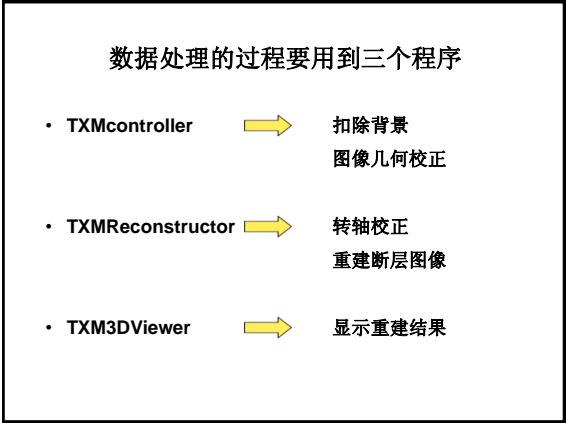 数据处理的过程要用到三个程序
• TXMcontroller 扣除背景
图像几何校正
• TXMReconstructor 转轴校正
重建断层图像
• TXM3DViewer 显示重建结果